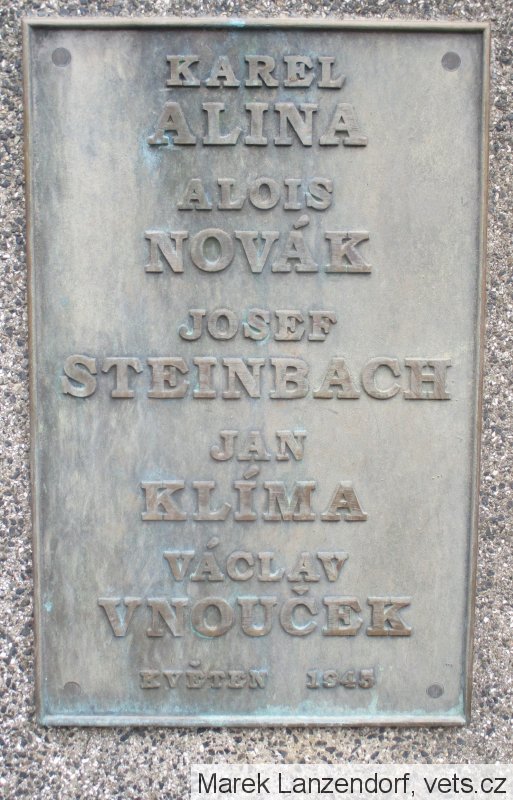 KAREL
ALINA
ALOIS
NOVÁK
JOSEF
STEINBACH
JAN
KLÍMA
VÁCLAV
VNOUČEK
KVĚTEN 1945
Marek Lanzendorf, vets.cz